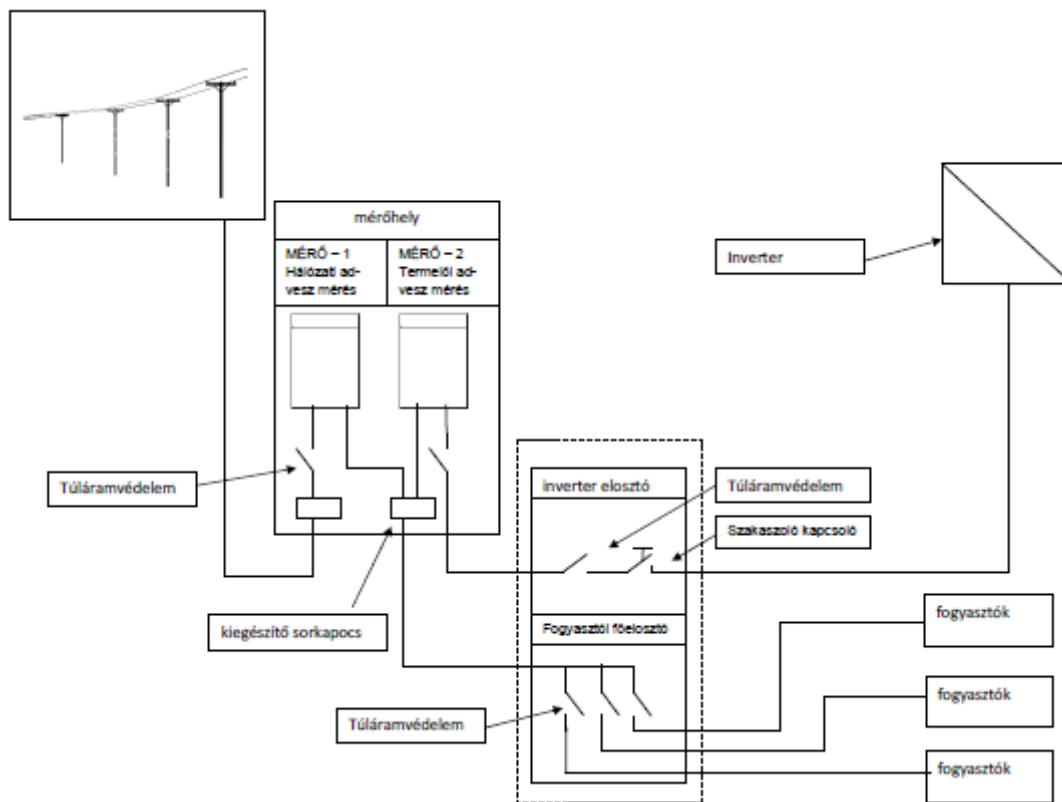 mérőhely
MÉRŐ – 1
Hálózati ad-
vesz mérés
MÉRŐ – 2
Termelői ad-
vesz mérés
Inverter
Túláramvédelem
inverter elosztó
Túláramvédelem
Szakaszoló kapcsoló
kiegészítő sorkapocs
Fogyasztói főelosztó
fogyasztók
fogyasztók
Túláramvédelem
fogyasztók